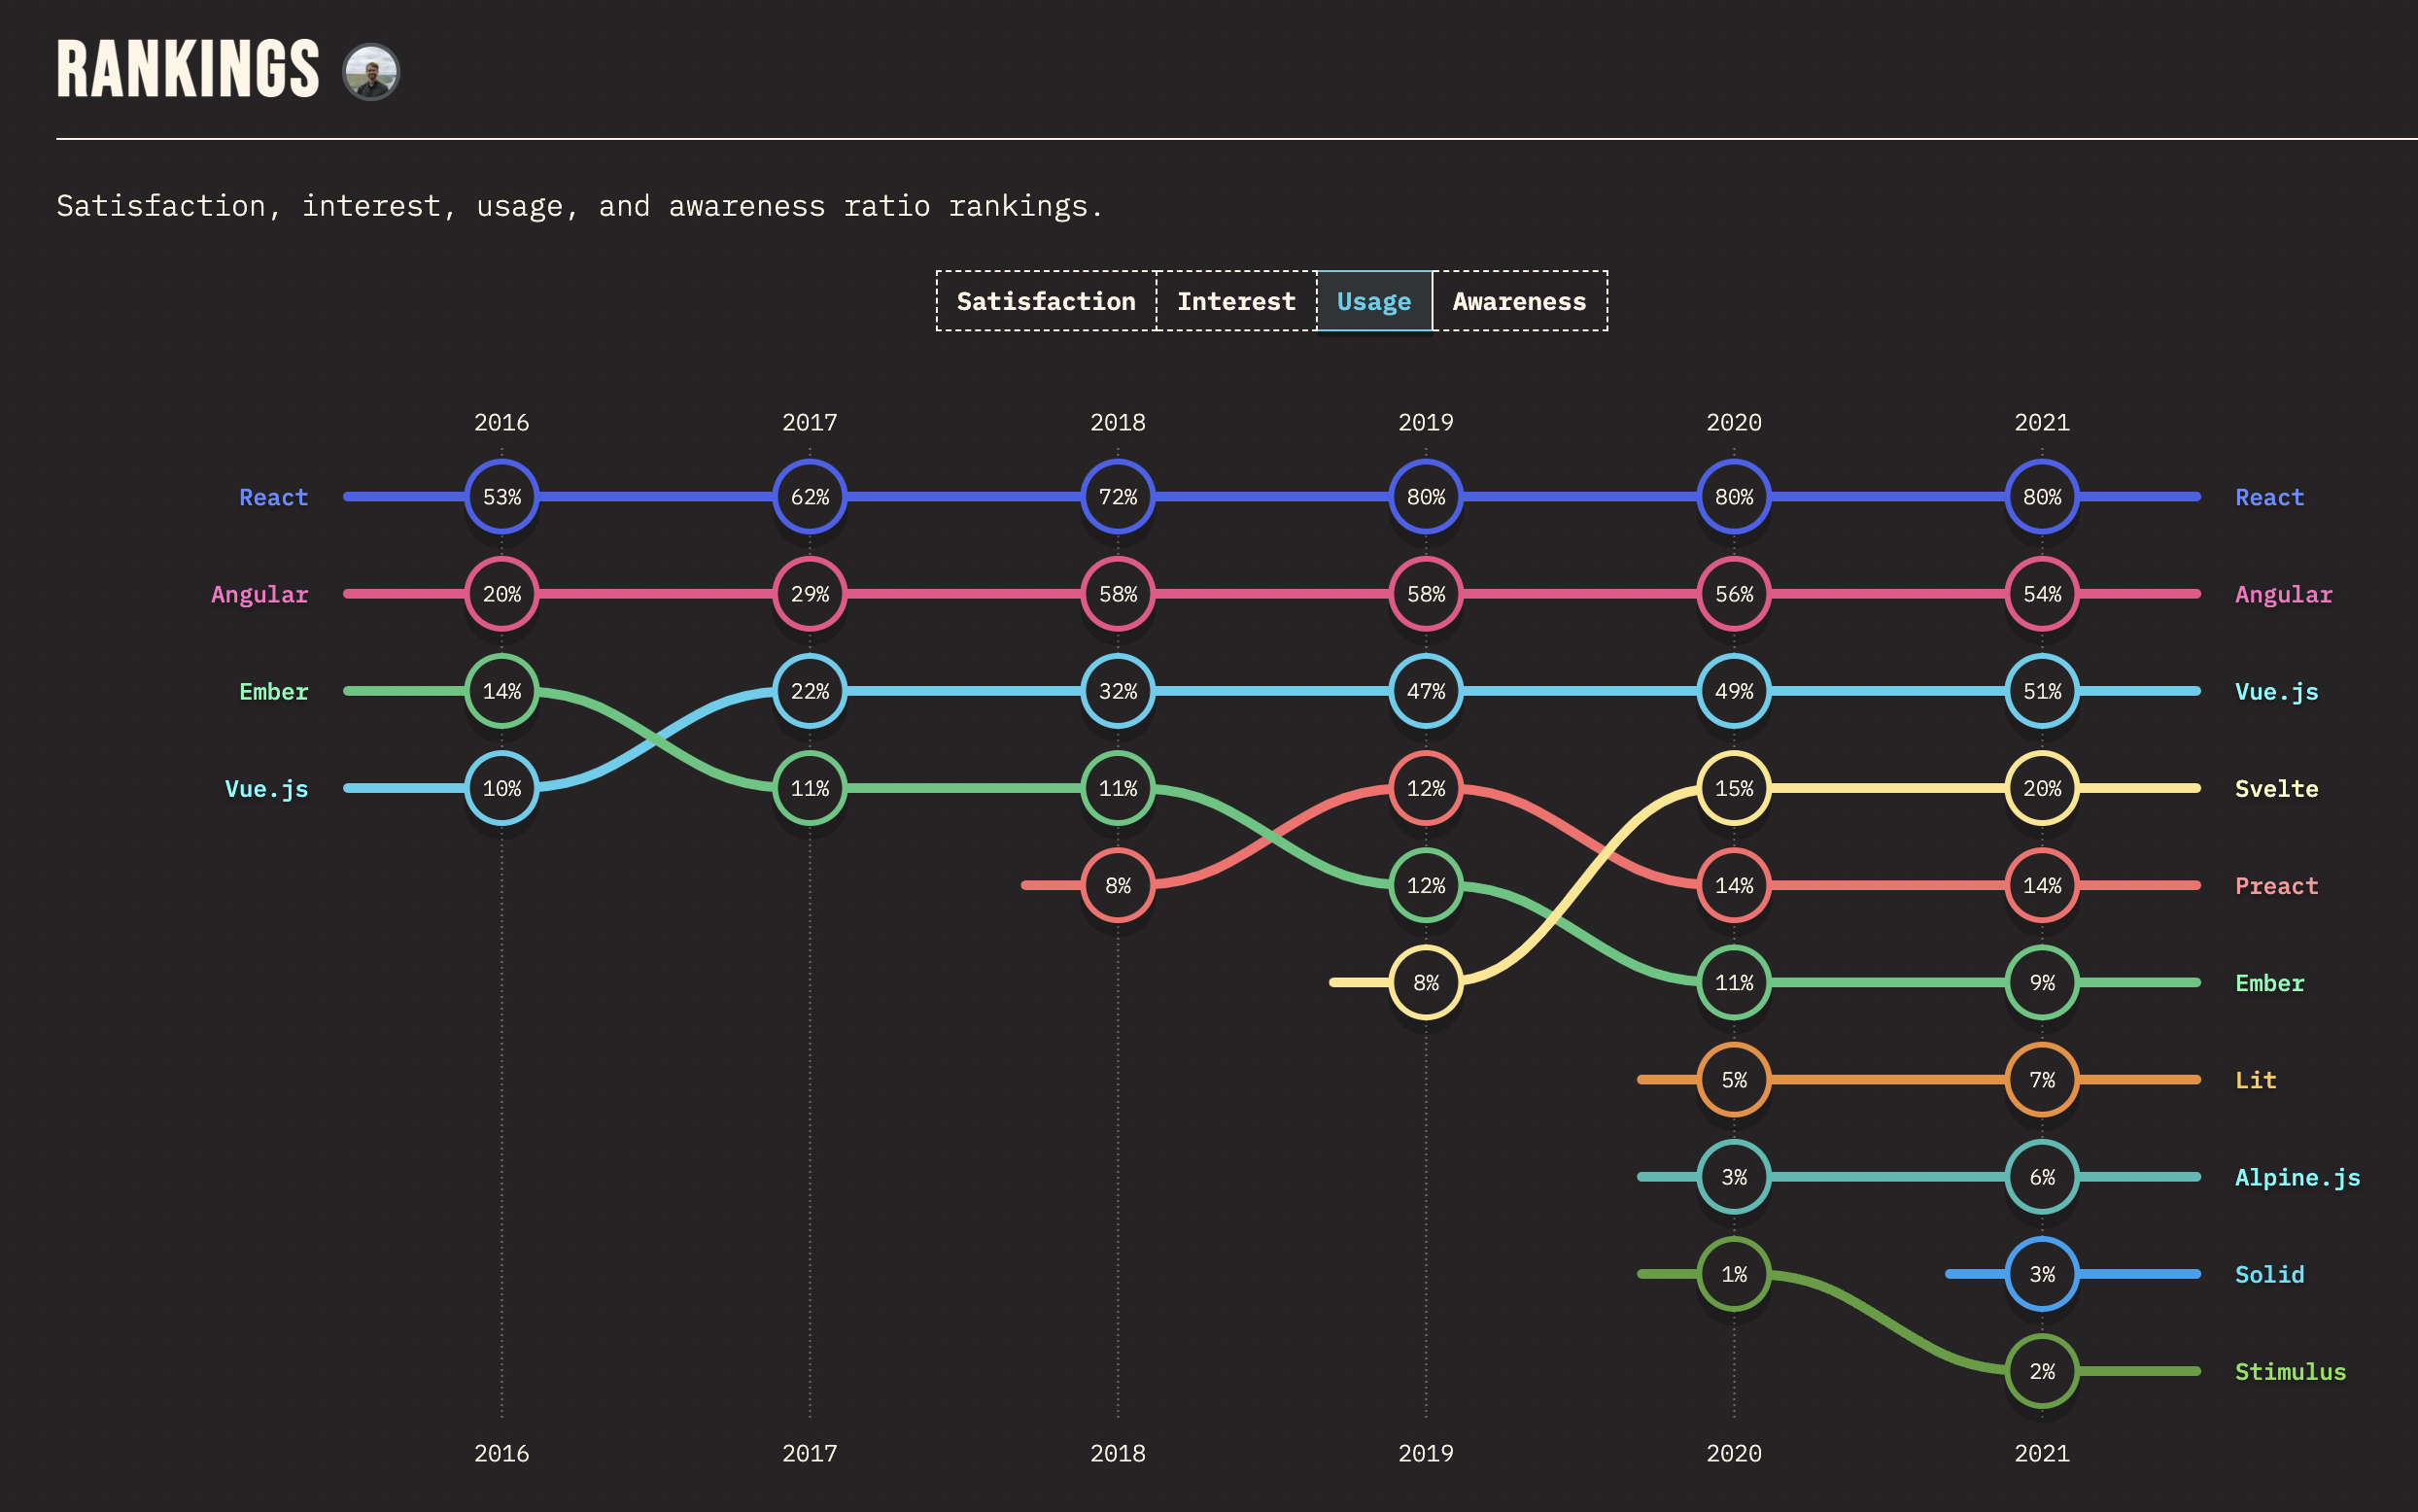 RANKINGS
Satisfaction, interest, usage, and awareness ratio rankings.
Satisfaction Interest Usage Awareness
2016 2017 2018 2019 2020 2021
React 53% 62% 72% 80% 80% 80% React
Angular 20% 29% 58% 58% 56% 54% Angular
Ember 14% 22% 32% 47% 49% 51% Vue.js
Vue.js 10% 11% 11% 12% 15% 20% Svelte
8% 12% 14% 14% Preact
8% 11% 9% Ember
5% 7% Lit
3% 6% Alpine.js
1% 3% Solid
2% Stimulus
2016 2017 2018 2019 2020 2021